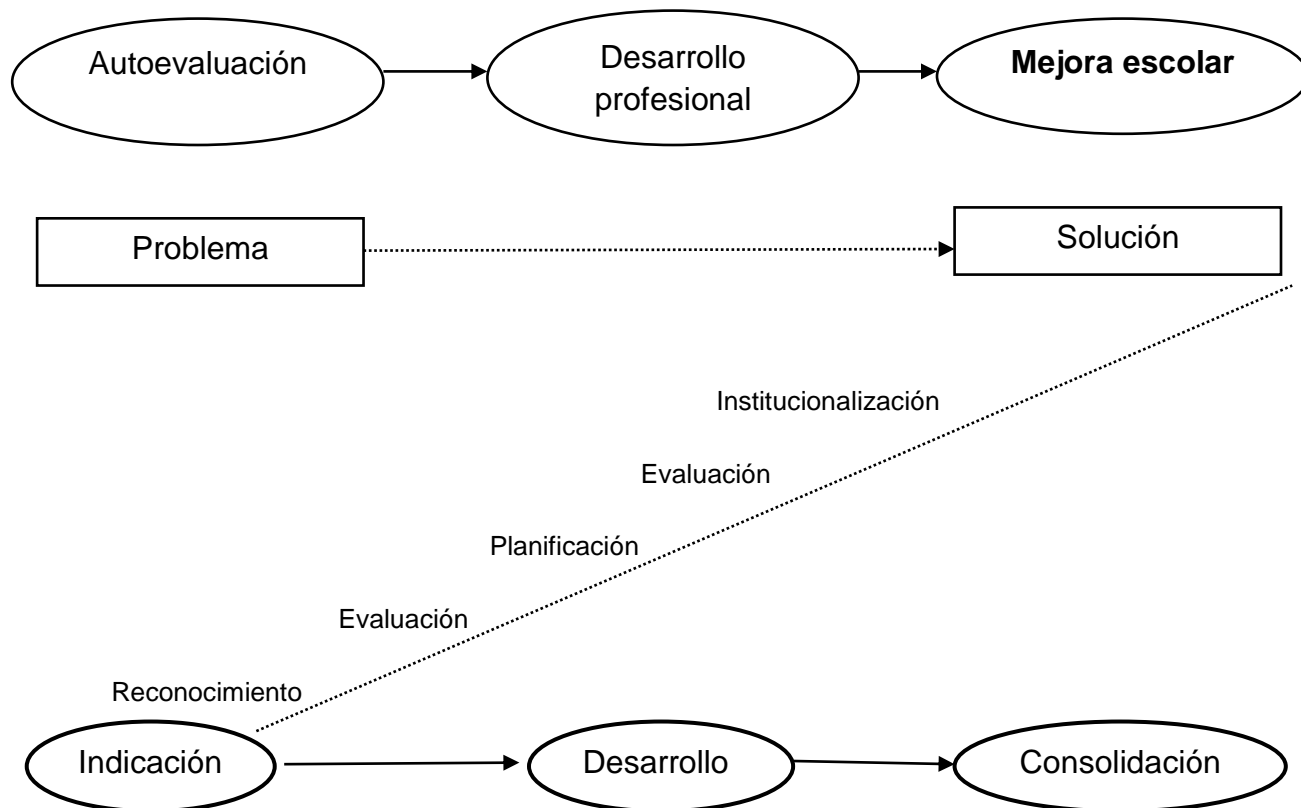 Autoevaluación
Desarrollo
profesional
Mejora escolar
Problema
Solución
Institucionalización
Evaluación
Planificación
Evaluación
Reconocimiento
Indicación
Desarrollo
Consolidación